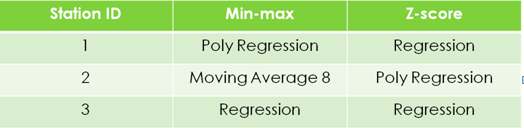 Station ID Min-max Z-score
1 Poly Regression Regression
2 Moving Average 8 Poly Regression
3 Regression Regression